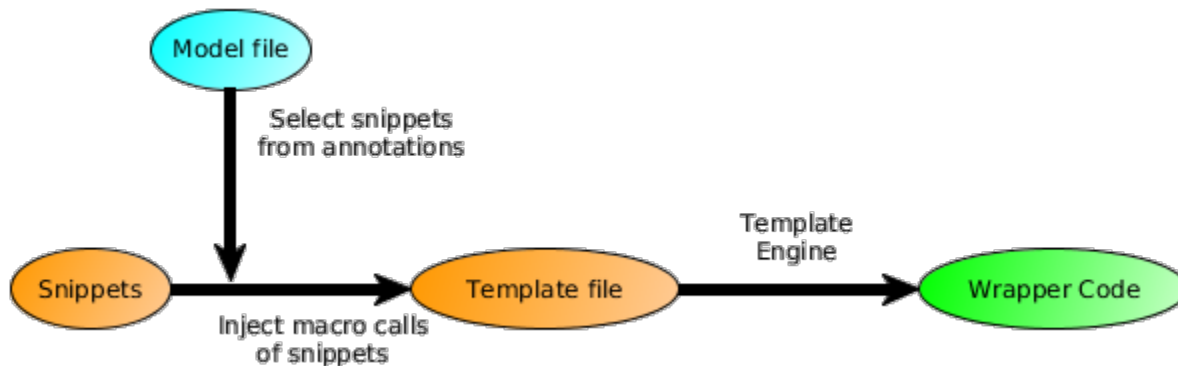 Model file
Select snippets
from annotations
Snippets
Inject macro calls
of snippets
Template file
Template
Engine
Wrapper Code